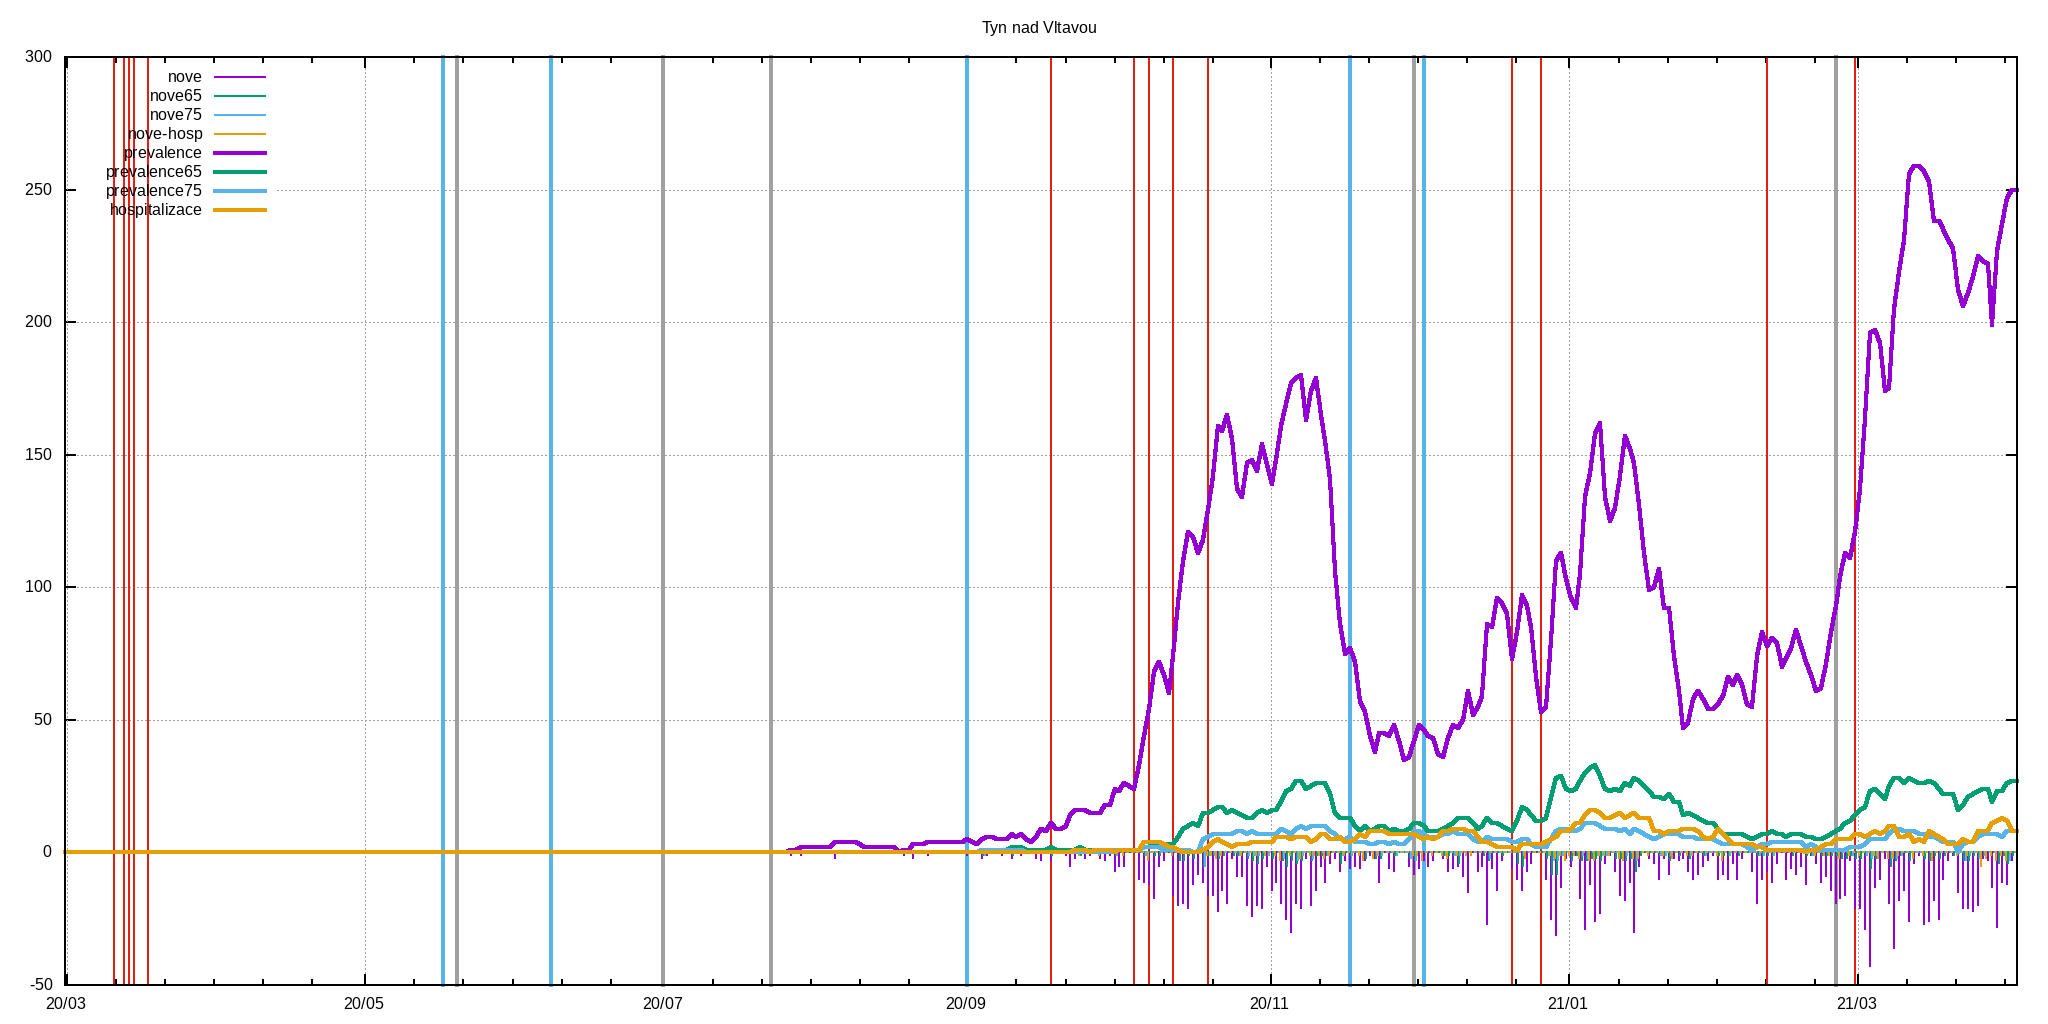 Tyn nad Vltavou
300
250
200
150
100
50
0
-50
nove
nove65
nove75
nove-hosp
prevalence
prevalence65
prevalence75
hospitalizace
20/03 20/05 20/07 20/09 20/11 21/01 21/03